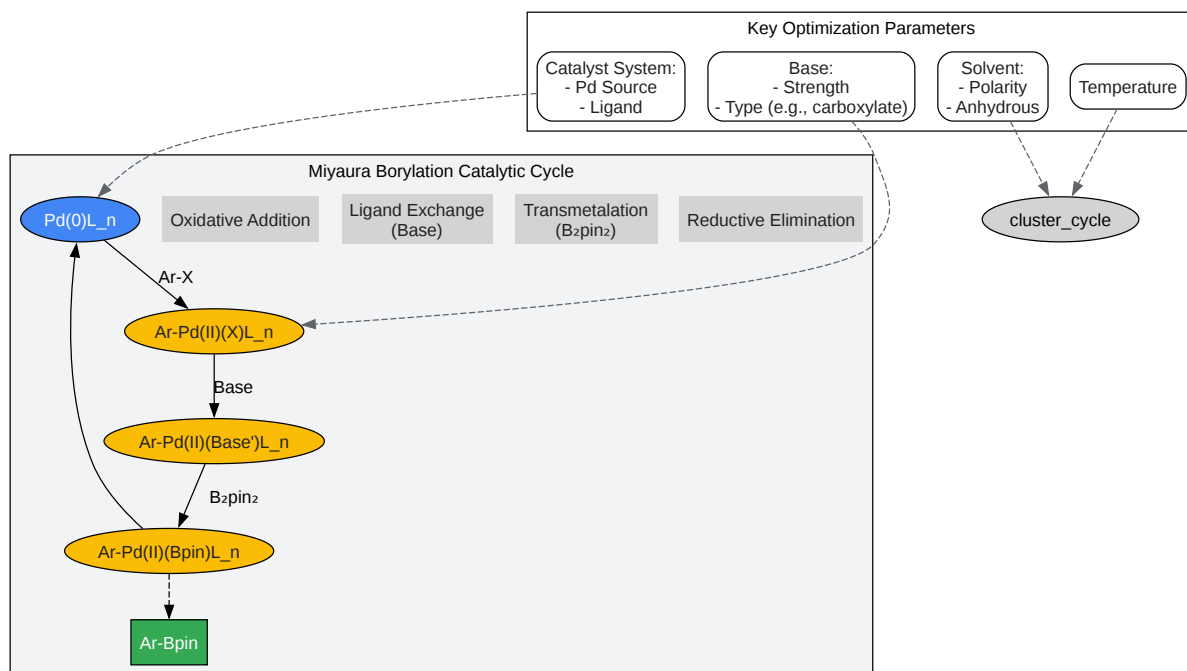 Key Optimization Parameters
Catalyst System:
- Pd Source
- Ligand
Base:
- Strength
- Type (e.g., carboxylate)
Solvent:
- Polarity
- Anhydrous
Temperature
Miyaura Borylation Catalytic Cycle
Pd(0)L_n
Oxidative Addition
Ligand Exchange
(Base)
Transmetalation
(B₂pin₂)
Reductive Elimination
cluster_cycle
Ar-X
Ar-Pd(II)(X)L_n
Base
Ar-Pd(II)(Base')L_n
B₂pin₂
Ar-Pd(II)(Bpin)L_n
Ar-Bpin